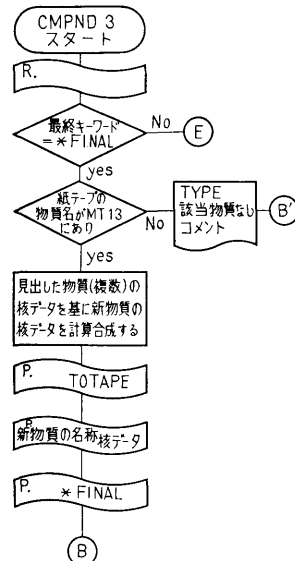 CMPND 3
スタート
R.
最終キーワード
=*FINAL
No
E
yes
紙テープの
物質名がMT13
にあり
No
TYPE
該当物質なし
コメント
B'
yes
見出した物質(複数)の
核データを基に新物質の
核データを計算合成する
P. TOTAPE
P.
新物質の名称核データ
P. *FINAL
B